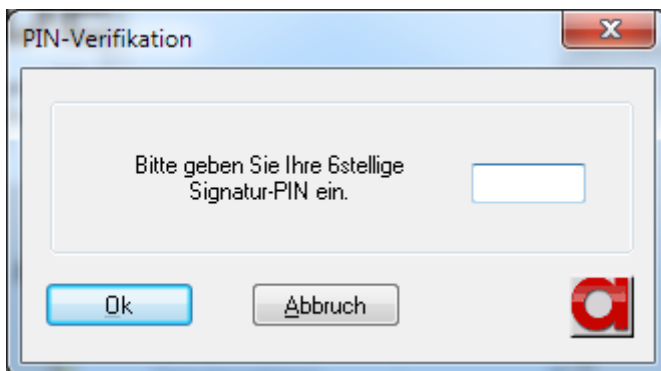 PIN-Verifikation
Bitte geben Sie Ihre 6stellige
Signatur-PIN ein.
Ok
Abbruch